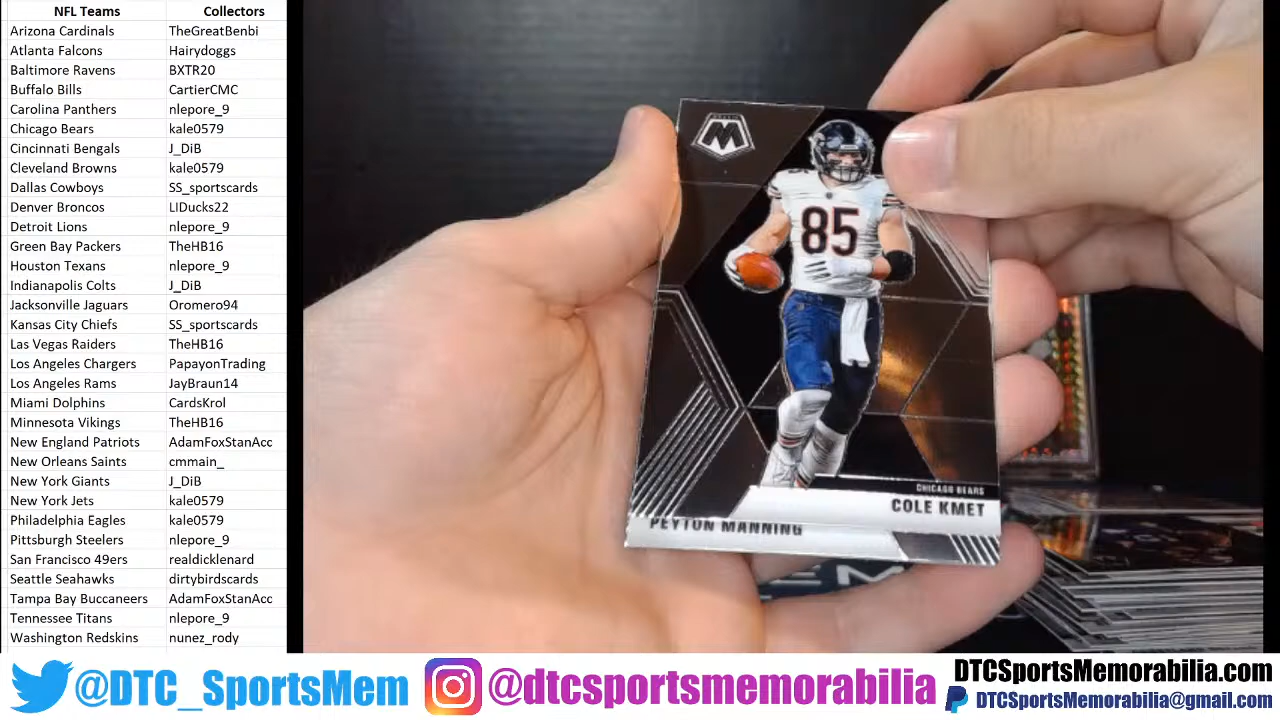 NFL Teams Collectors
Arizona Cardinals TheGreatBenbi
Atlanta Falcons Hairydoggs
Baltimore Ravens BXTR20
Buffalo Bills CartierCMC
Carolina Panthers nlepore_9
Chicago Bears kale0579
Cincinnati Bengals J_DiB
Cleveland Browns kale0579
Dallas Cowboys SS_sportscards
Denver Broncos LIDucks22
Detroit Lions nlepore_9
Green Bay Packers TheHB16
Houston Texans nlepore_9
Indianapolis Colts J_DiB
Jacksonville Jaguars Oromero94
Kansas City Chiefs SS_sportscards
Las Vegas Raiders TheHB16
Los Angeles Chargers PapayonTrading
Los Angeles Rams JayBraun14
Miami Dolphins CardsKrol
Minnesota Vikings TheHB16
New England Patriots AdamFoxStanAcc
New Orleans Saints cmmain_
New York Giants J_DiB
New York Jets kale0579
Philadelphia Eagles kale0579
Pittsburgh Steelers nlepore_9
San Francisco 49ers realdicklenard
Seattle Seahawks dirtybirdscards
Tampa Bay Buccaneers AdamFoxStanAcc
Tennessee Titans nlepore_9
Washington Redskins nunez_rody
M
85
CHICAGO BEARS
COLE KMET
PEYTON MANNING
@DTC_SportsMem
@dtcsportsmemorabilia
DTCSportsMemorabilia.com
DTCSportsMemorabilia@gmail.com